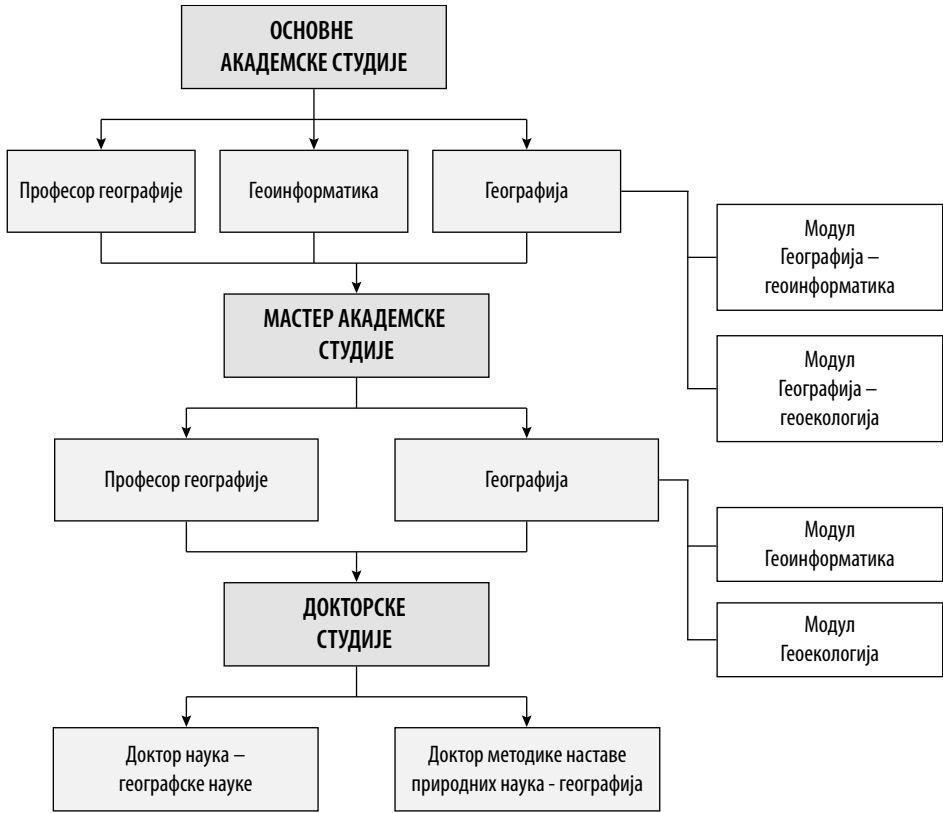 ОСНОВНЕ
АКАДЕМСКЕ СТУДИЈЕ
Професор географије
Геоинформатика
Географија
Модул
Географија –
геоинформатика
Модул
Географија –
геоекологија
МАСТЕР АКАДЕМСКЕ
СТУДИЈЕ
Професор географије
Географија
Модул
Геоинформатика
Модул
Геоекологија
ДОКТОРСКЕ
СТУДИЈЕ
Доктор наука –
географске науке
Доктор методике наставе
природних наука - географија